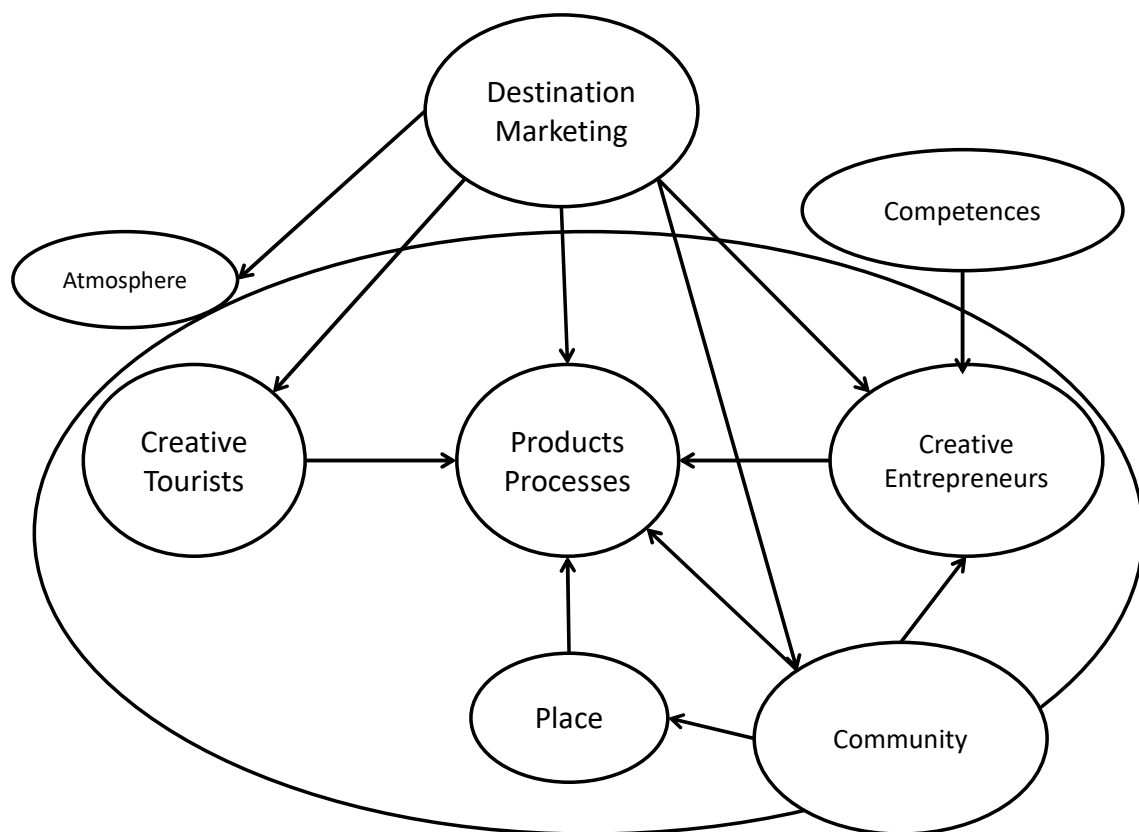 Destination
Marketing
Competences
Atmosphere
Creative
Tourists
Products
Processes
Creative
Entrepreneurs
Place
Community